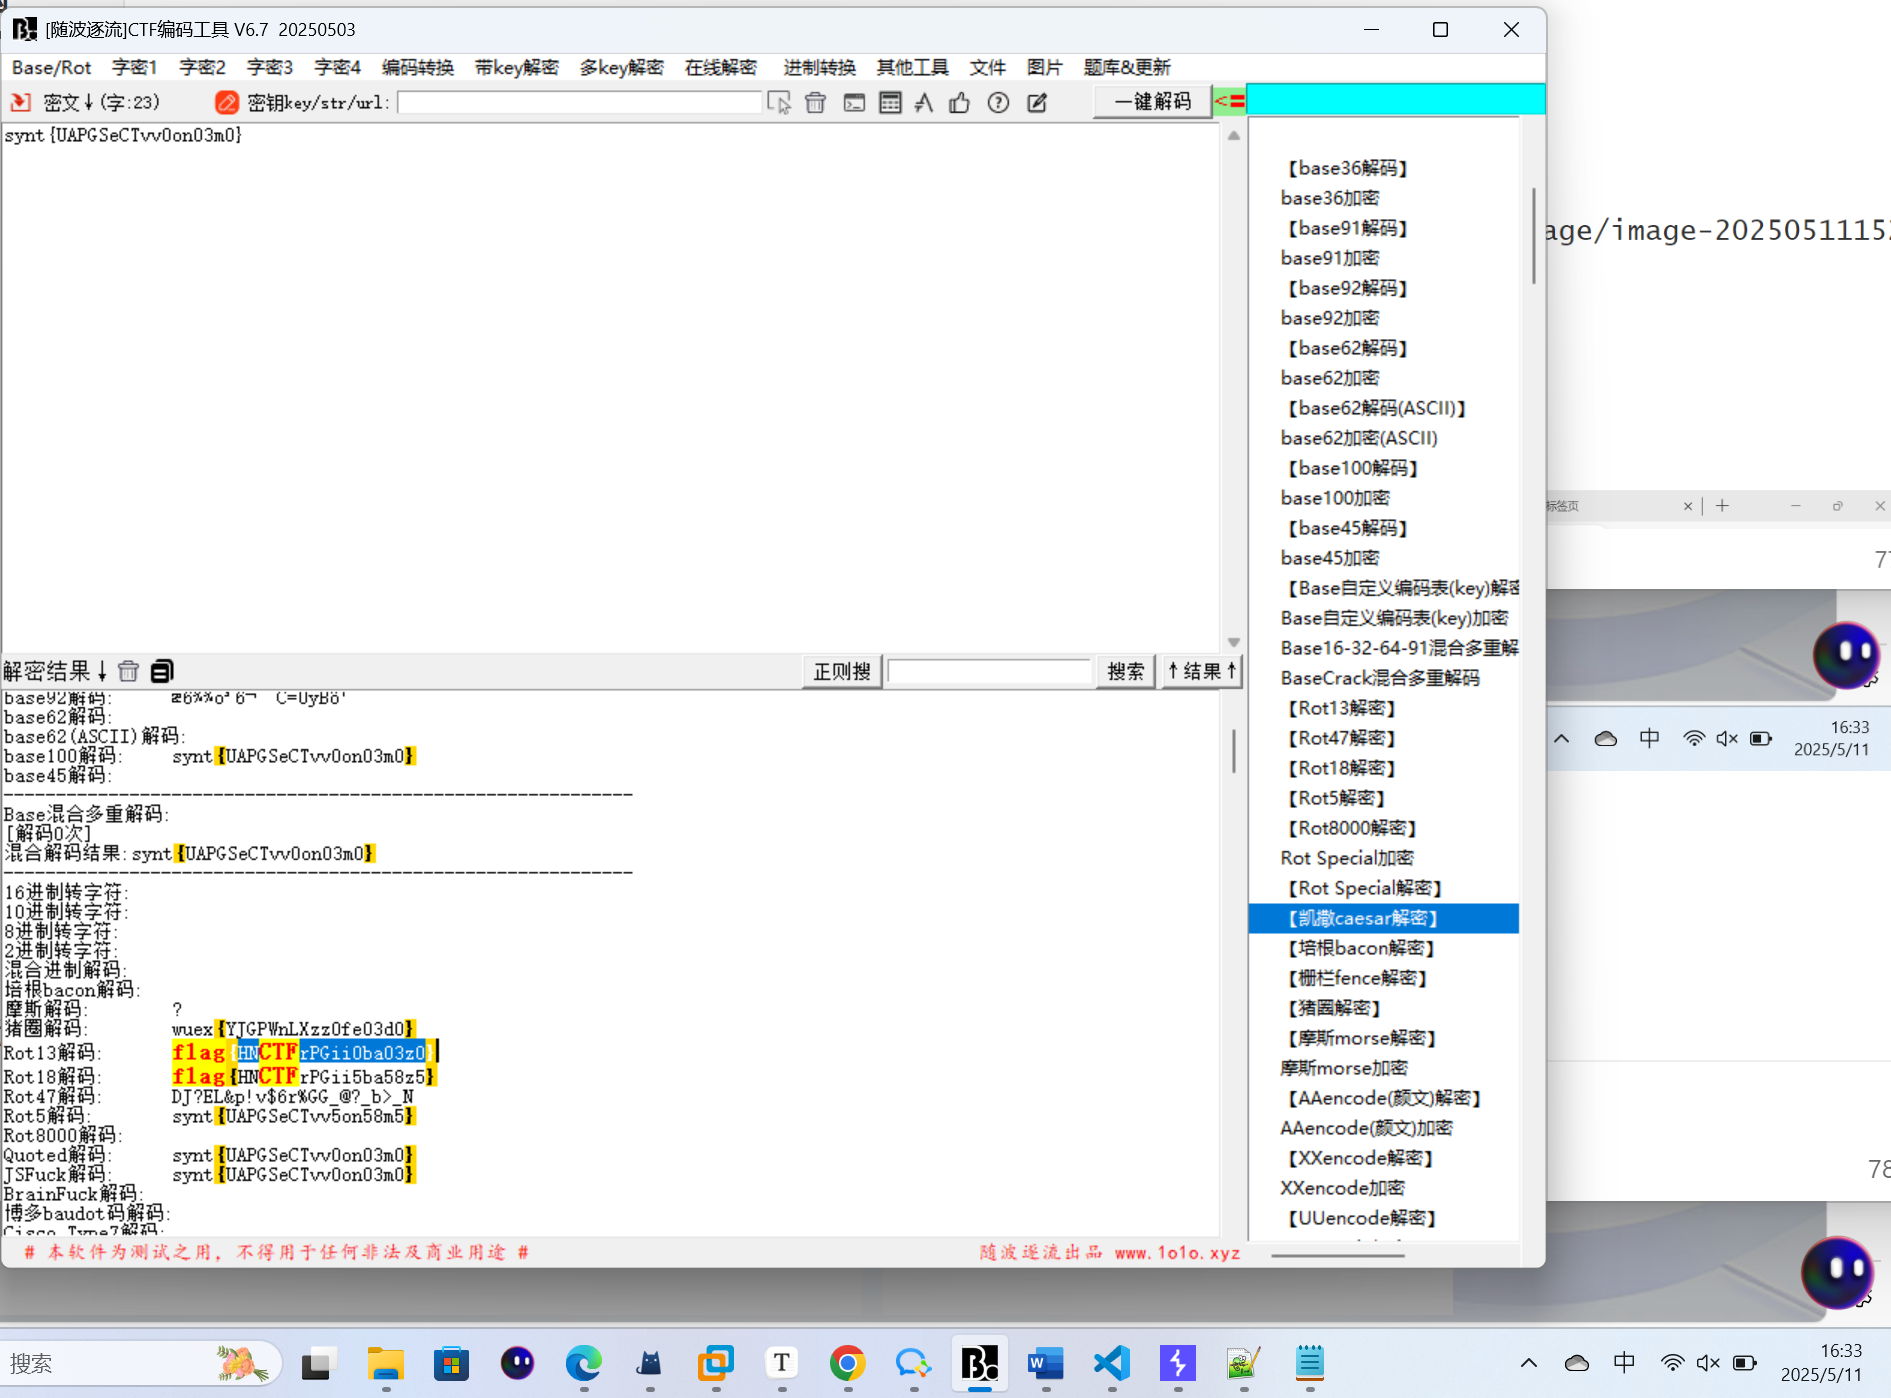 [随波逐流]CTF编码工具 V6.7  20250503
Base/Rot 字密1 字密2 字密3 字密4 编码转换 带key解密 多key解密 在线解密 进制转换 其他工具 文件 图片 题库&更新
密文↓(字:23) 密钥key/str/url: 一键解码 <=
synt{UAPGSeCTvv0on03m0}
【base36解码】
base36加密
【base91解码】
base91加密
【base92解码】
base92加密
【base62解码】
base62加密
【base62解码(ASCII)】
base62加密(ASCII)
【base100解码】
base100加密
【base45解码】
base45加密
【Base自定义编码表(key)解密
Base自定义编码表(key)加密
Base16-32-64-91混合多重解
BaseCrack混合多重解码
【Rot13解密】
【Rot47解密】
【Rot18解密】
【Rot5解密】
【Rot8000解密】
Rot Special加密
【Rot Special解密】
【凯撒caesar解密】
【培根bacon解密】
【栅栏fence解密】
【猪圈解密】
【摩斯morse解密】
摩斯morse加密
【AAencode(颜文)解密】
AAencode(颜文)加密
【XXencode解密】
XXencode加密
【UUencode解密】
解密结果↓ 正则搜 搜索 ↑结果↑
base92解码:
base62解码:
base62(ASCII)解码:
base100解码: synt{UAPGSeCTvv0on03m0}
base45解码:
------------------------------------------------------------
Base混合多重解码:
[解码0次]
混合解码结果:synt{UAPGSeCTvv0on03m0}
------------------------------------------------------------
16进制转字符:
10进制转字符:
8进制转字符:
2进制转字符:
混合进制解码:
培根bacon解码:
摩斯解码: ?
猪圈解码: wuex{YJGPWnLXzz0fe03d0}
Rot13解码: flag{HNCTFrPGii0ba03z0}
Rot18解码: flag{HNCTFrPGii5ba58z5}
Rot47解码: DJ?EL&p!v$6r%GG_@?_b>_N
Rot5解码: synt{UAPGSeCTvv5on58m5}
Rot8000解码:
Quoted解码: synt{UAPGSeCTvv0on03m0}
JSFuck解码: synt{UAPGSeCTvv0on03m0}
BrainFuck解码:
博多baudot码解码:
Cisco Type7解码:
# 本软件为测试之用，不得用于任何非法及商业用途 # 随波逐流出品 www.1o1o.xyz
age/image-2025051115
标签页
77
中 16:33
2025/5/11
78
搜索
中 16:33
2025/5/11